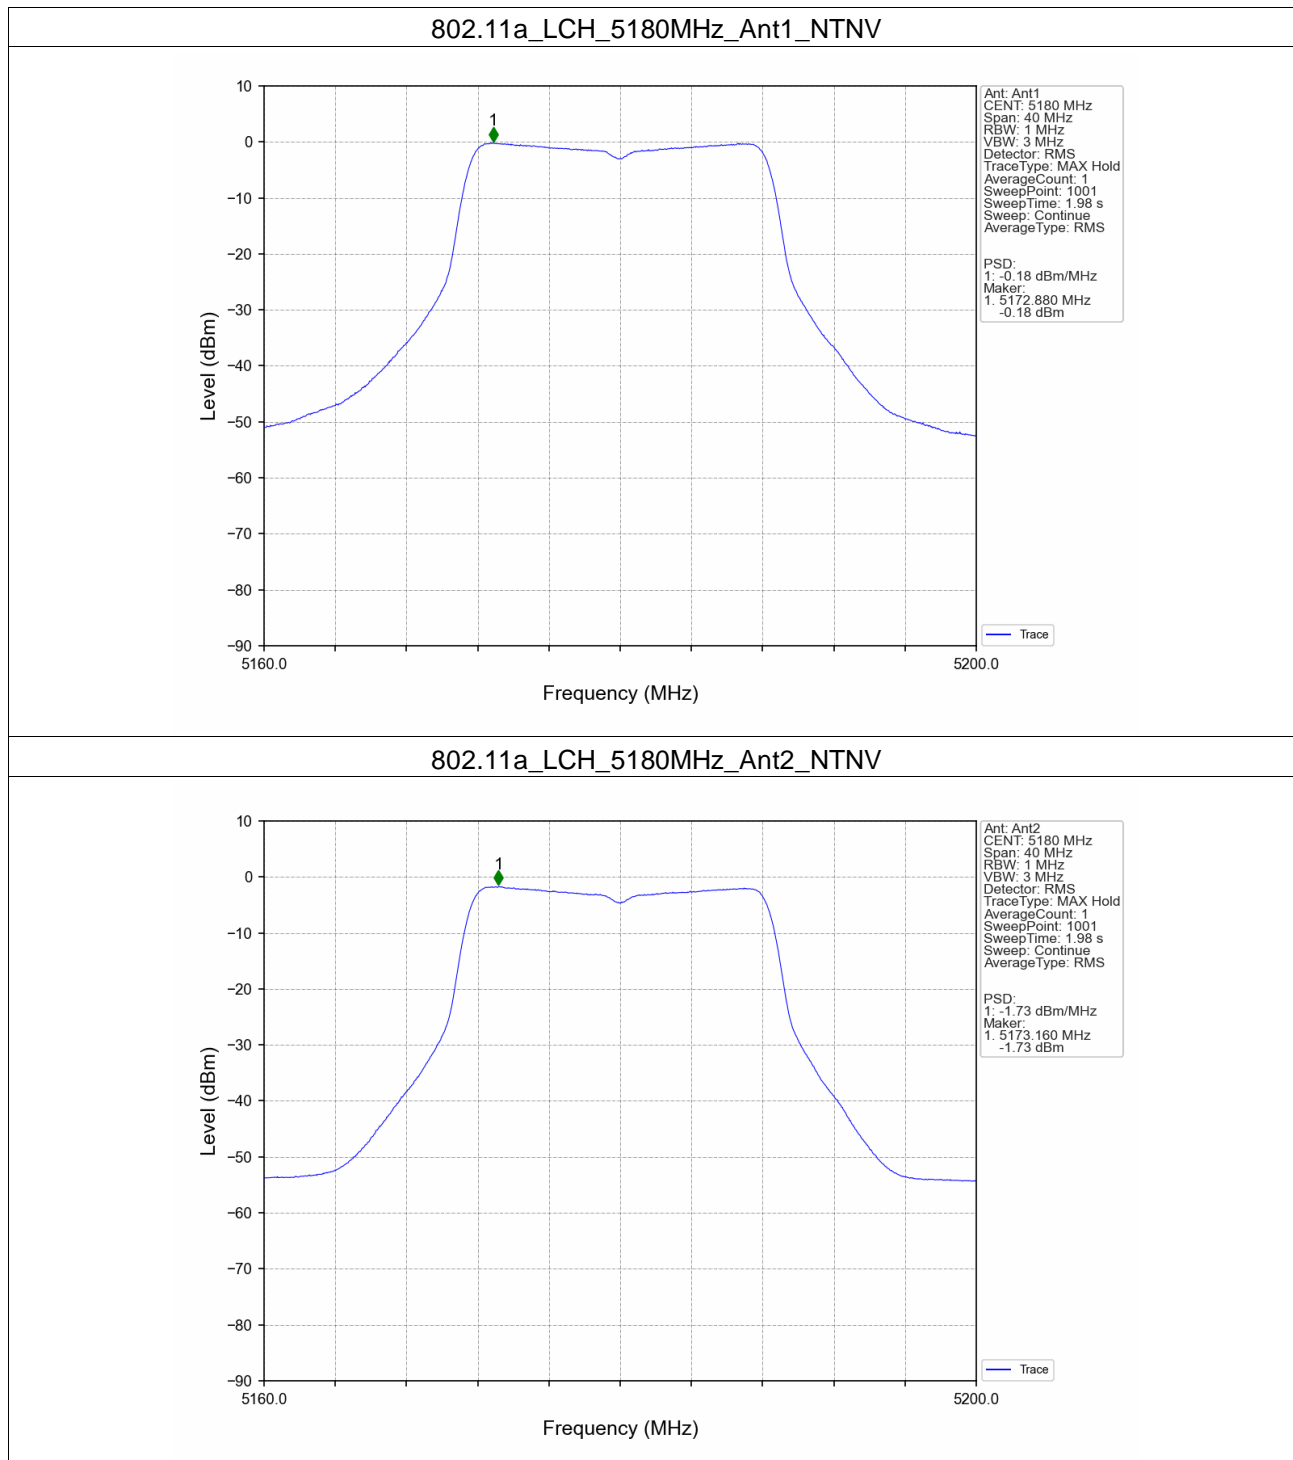 802.11a_LCH_5180MHz_Ant1_NTNV
10
0
−10
−20
−30
−40
−50
−60
−70
−80
−90
Level (dBm)
1
5160.0
5200.0
Frequency (MHz)
Ant: Ant1
CENT: 5180 MHz
Span: 40 MHz
RBW: 1 MHz
VBW: 3 MHz
Detector: RMS
TraceType: MAX Hold
AverageCount: 1
SweepPoint: 1001
SweepTime: 1.98 s
Sweep: Continue
AverageType: RMS
PSD:
1: -0.18 dBm/MHz
Maker:
1. 5172.880 MHz
-0.18 dBm
Trace
802.11a_LCH_5180MHz_Ant2_NTNV
10
0
−10
−20
−30
−40
−50
−60
−70
−80
−90
Level (dBm)
1
5160.0
5200.0
Frequency (MHz)
Ant: Ant2
CENT: 5180 MHz
Span: 40 MHz
RBW: 1 MHz
VBW: 3 MHz
Detector: RMS
TraceType: MAX Hold
AverageCount: 1
SweepPoint: 1001
SweepTime: 1.98 s
Sweep: Continue
AverageType: RMS
PSD:
1: -1.73 dBm/MHz
Maker:
1. 5173.160 MHz
-1.73 dBm
Trace